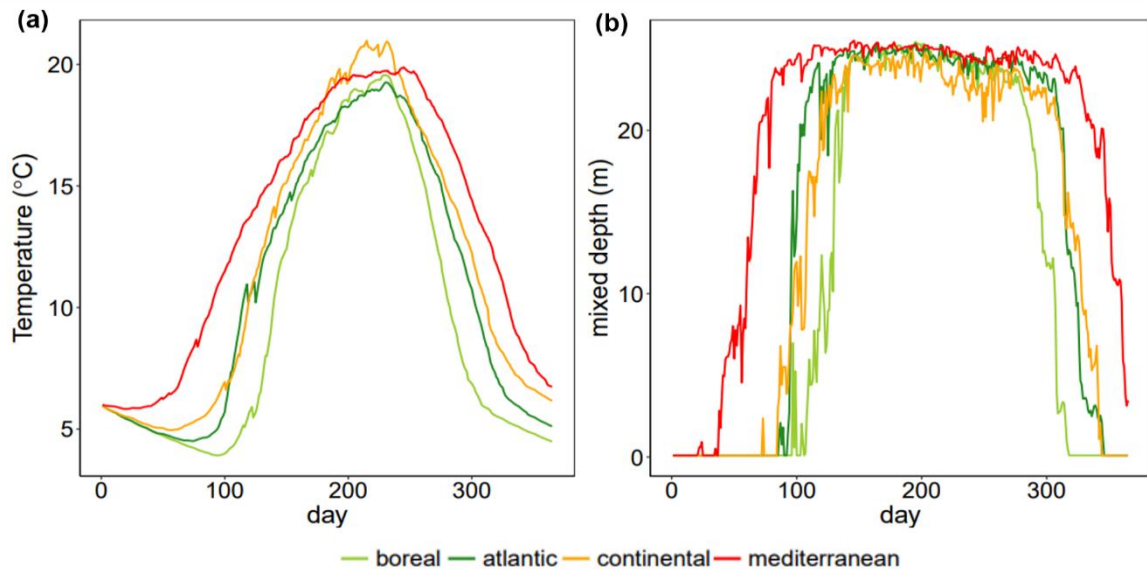 (a)
Temperature (°C)
20
15
10
5
0
100
200
300
day
(b)
mixed depth (m)
20
10
0
0
100
200
300
day
boreal atlantic continental mediterranean